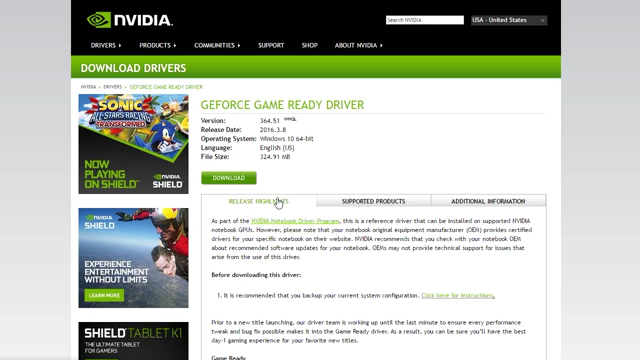 NVIDIA.
Search NVIDIA
USA - United States
DRIVERS
PRODUCTS
COMMUNITIES
SUPPORT
SHOP
ABOUT NVIDIA
DOWNLOAD DRIVERS
NVIDIA > DRIVERS > GEFORCE GAME READY DRIVER
SONIC
ALL-STARS RACING
TRANSFORMED
NOW
PLAYING
ON SHIELD
NVIDIA
SHIELD
GEFORCE GAME READY DRIVER
Version: 364.51 WHQL
Release Date: 2016.3.8
Operating System: Windows 10 64-bit
Language: English (US)
File Size: 324.91 MB
DOWNLOAD
RELEASE HIGHLIGHTS
SUPPORTED PRODUCTS
ADDITIONAL INFORMATION
As part of the NVIDIA Notebook Driver Program, this is a reference driver that can be installed on supported NVIDIA
notebook GPUs. However, please note that your notebook original equipment manufacturer (OEM) provides certified
drivers for your specific notebook on their website. NVIDIA recommends that you check with your notebook OEM
about recommended software updates for your notebook. OEMs may not provide technical support for issues that
arise from the use of this driver.
Before downloading this driver:
1. It is recommended that you backup your current system configuration. Click here for instructions.
Prior to a new title launching, our driver team is working up until the last minute to ensure every performance
tweak and bug fix possible makes it into the Game Ready driver. As a result, you can be sure you'll have the best
day-1 gaming experience for your favorite new titles.
Game Ready
NVIDIA
SHIELD
EXPERIENCE
ENTERTAINMENT
WITHOUT LIMITS
LEARN MORE
SHIELD TABLET K1
THE ULTIMATE TABLET
FOR GAMERS